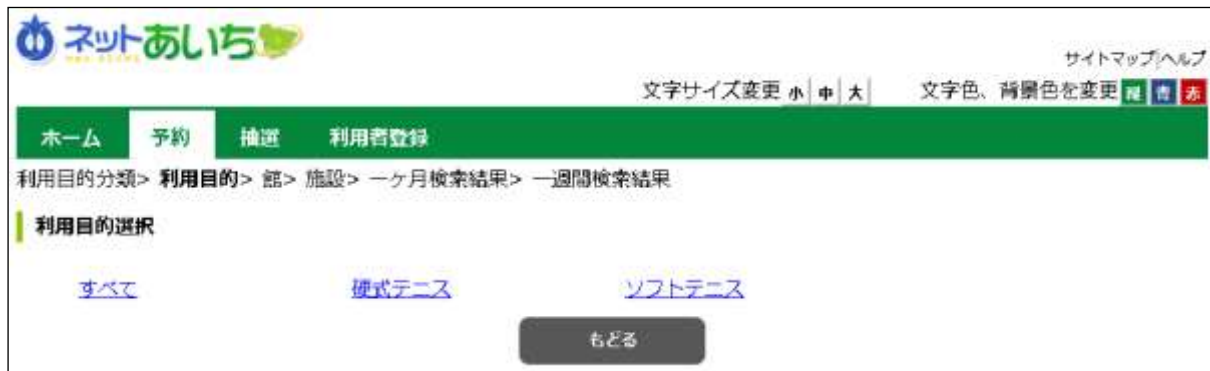 ネットあいち
サイトマップ|ヘルプ
文字サイズ変更 小 中 大 文字色、背景色を変更 緑 青 赤
ホーム 予約 抽選 利用者登録
利用目的分類> 利用目的> 館> 施設> 一ヶ月検索結果> 一週間検索結果
利用目的選択
すべて 硬式テニス ソフトテニス
もどる